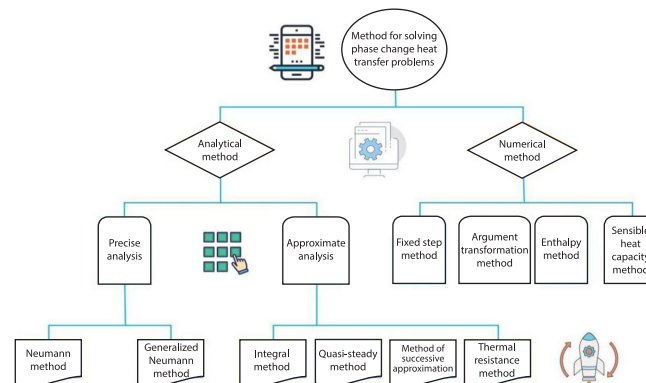 Method for solving
phase change heat
transfer problems
Analytical
method
Numerical
method
Precise
analysis
Approximate
analysis
Fixed step
method
Argument
transformation
method
Enthalpy
method
Sensible
heat
capacity
method
Neumann
method
Generalized
Neumann
method
Integral
method
Quasi-steady
method
Method of
successive
approximation
Thermal
resistance
method